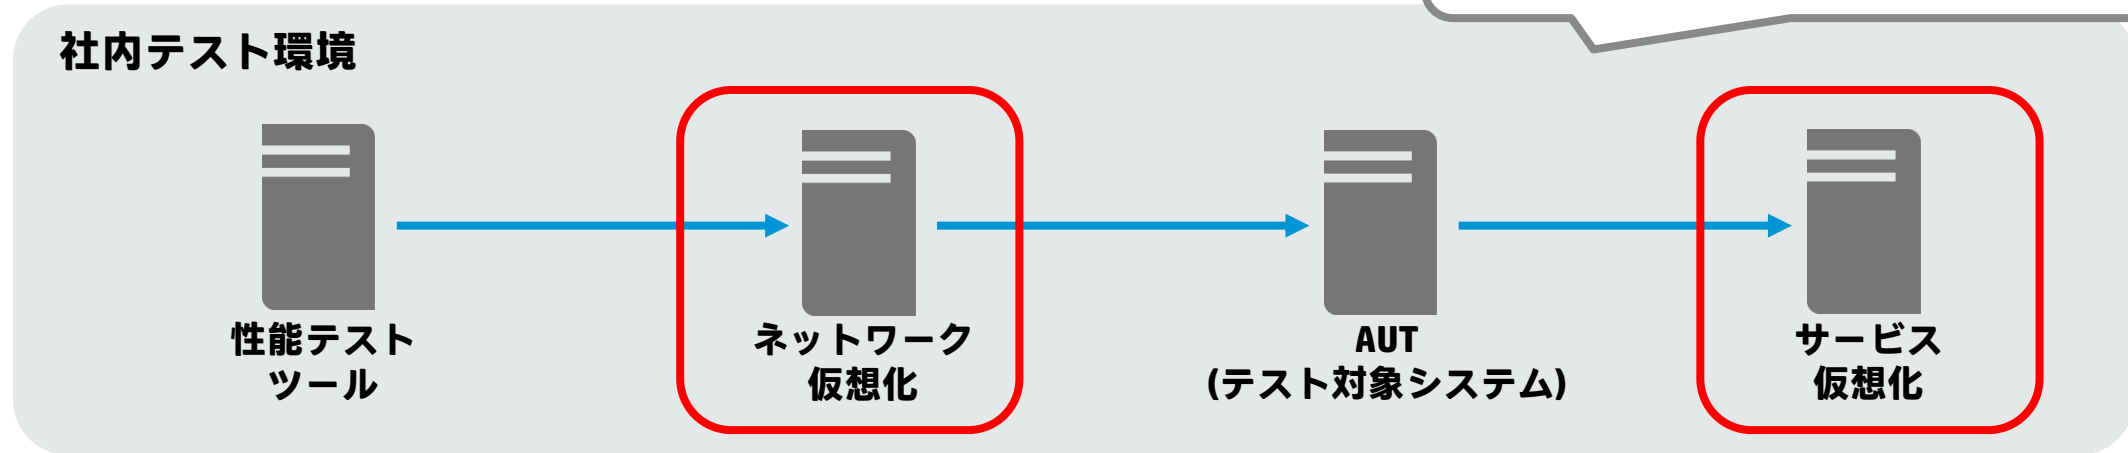 社内テスト環境
性能テスト
ツール
ネットワーク
仮想化
AUT
(テスト対象システム)
サービス
仮想化